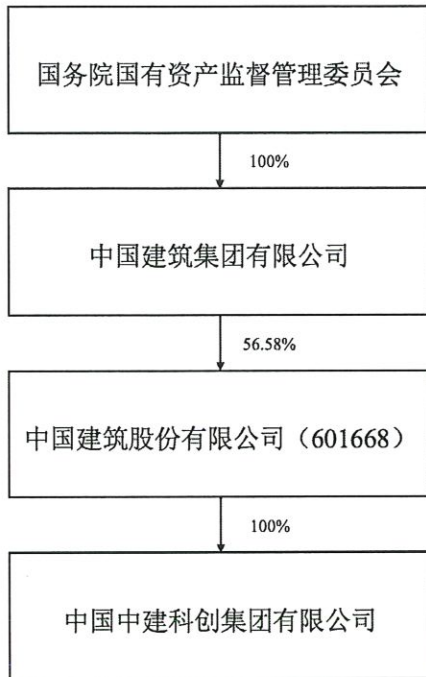 国务院国有资产监督管理委员会
100%
中国建筑集团有限公司
56.58%
中国建筑股份有限公司（601668）
100%
中国中建科创集团有限公司